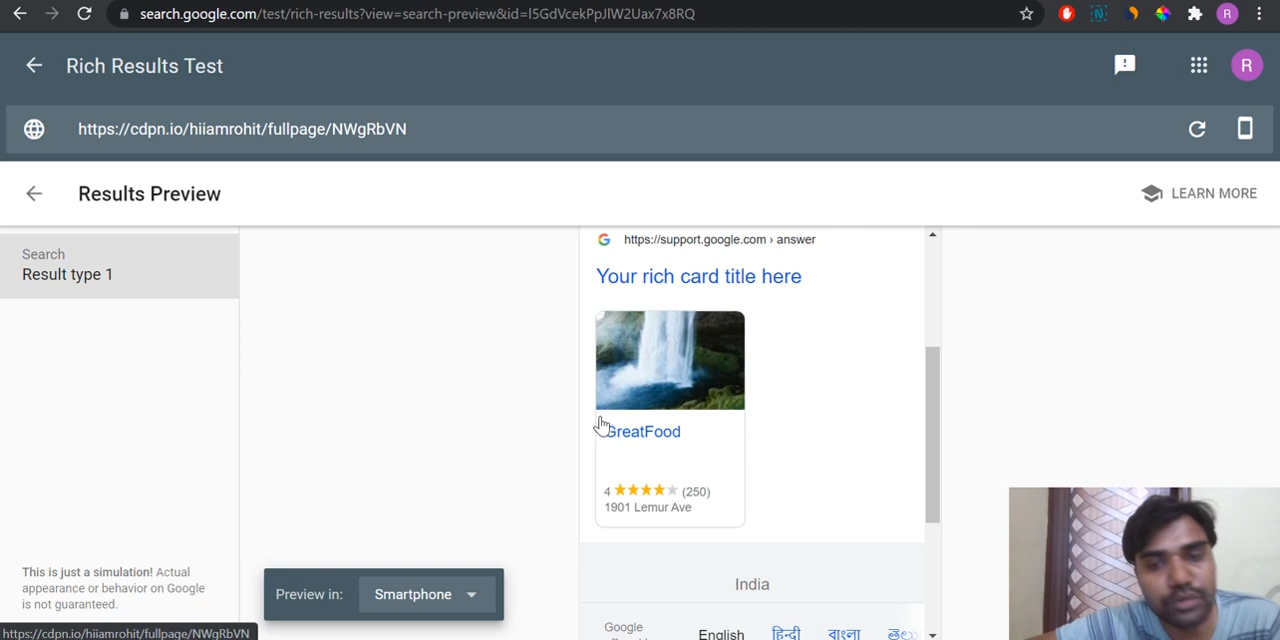 search.google.com/test/rich-results?view=search-preview&id=I5GdVcekPpJlW2Uax7x8RQ
R
Rich Results Test
R
https://cdpn.io/hiiamrohit/fullpage/NWgRbVN
Results Preview
LEARN MORE
Search
Result type 1
https://support.google.com › answer
Your rich card title here
GreatFood
4 (250)
1901 Lemur Ave
This is just a simulation! Actual
appearance or behavior on Google
is not guaranteed.
Preview in: Smartphone
India
Google
English हिन्दी বাংলা
https://cdpn.io/hiiamrohit/fullpage/NWgRbVN